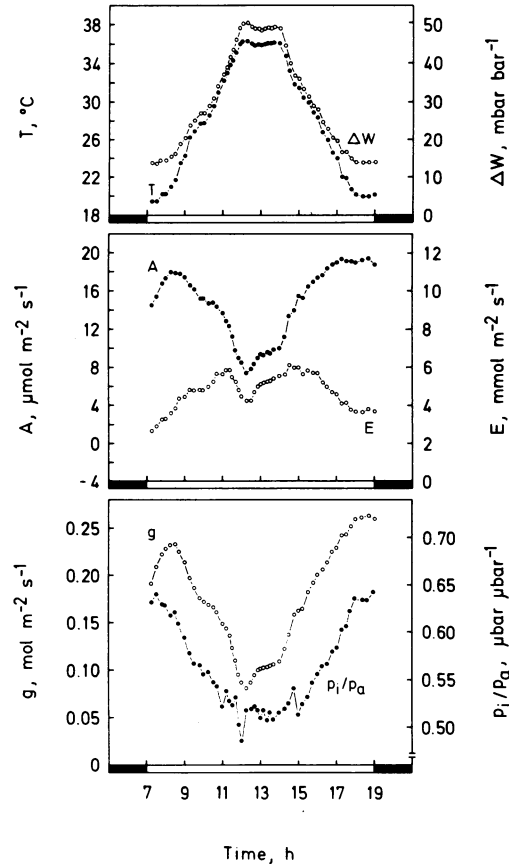 38
34
30
26
22
18
T, °C
50
40
30
20
10
0
ΔW, mbar bar⁻¹
ΔW
T
20
16
12
8
4
0
-4
A, μmol m⁻² s⁻¹
12
10
8
6
4
2
0
E, mmol m⁻² s⁻¹
A
E
0.25
0.20
0.15
0.10
0.05
0
g, mol m⁻² s⁻¹
0.70
0.65
0.60
0.55
0.50
pᵢ/pₐ, μbar μbar⁻¹
g
pᵢ/pₐ
7 9 11 13 15 17 19
Time, h